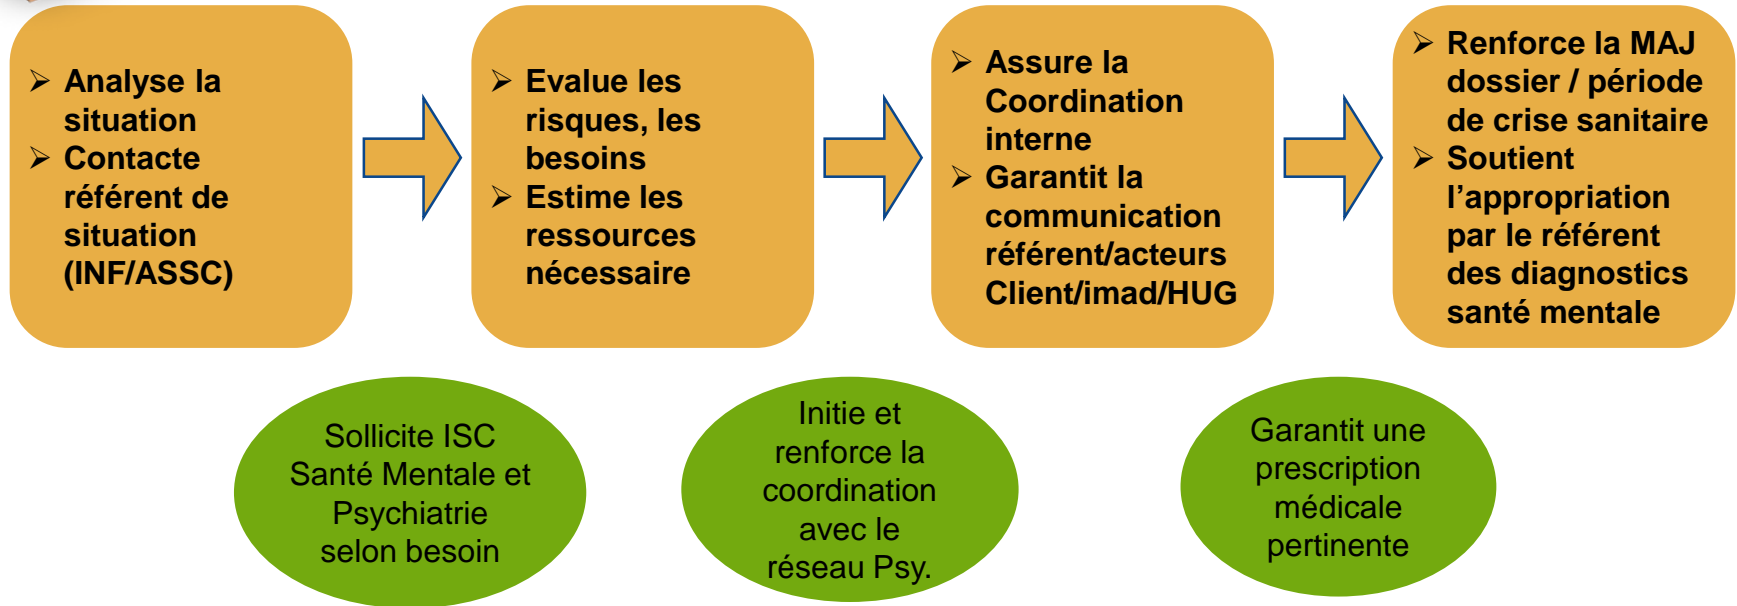 ➢ Analyse la
situation
➢ Contacte
référent de
situation
(INF/ASSC)
➢ Evalue les
risques, les
besoins
➢ Estime les
ressources
nécessaire
➢ Assure la
Coordination
interne
➢ Garantit la
communication
référent/acteurs
Client/imad/HUG
➢ Renforce la MAJ
dossier / période
de crise sanitaire
➢ Soutient
l’appropriation
par le référent
des diagnostics
santé mentale
Sollicite ISC
Santé Mentale et
Psychiatrie
selon besoin
Initie et
renforce la
coordination
avec le
réseau Psy.
Garantit une
prescription
médicale
pertinente